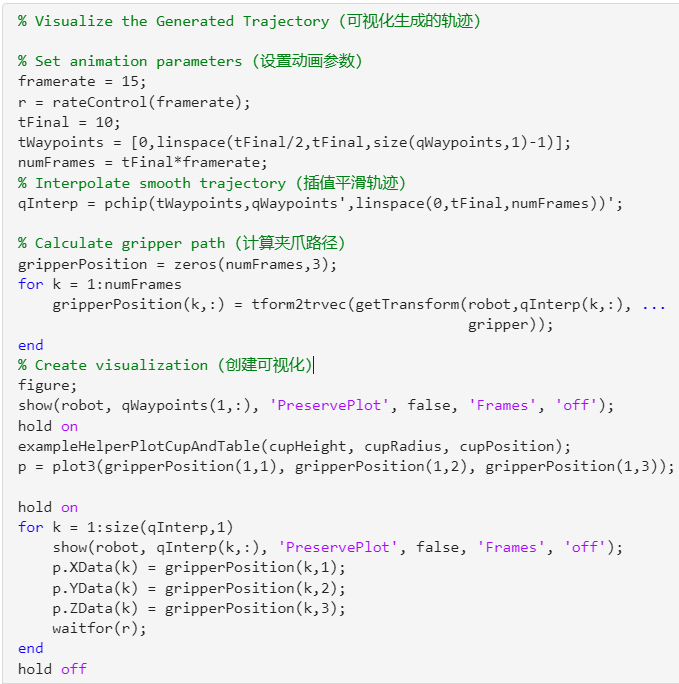 % Visualize the Generated Trajectory (可视化生成的轨迹)
% Set animation parameters (设置动画参数)
framerate = 15;
r = rateControl(framerate);
tFinal = 10;
tWaypoints = [0,linspace(tFinal/2,tFinal,size(qWaypoints,1)-1)];
numFrames = tFinal*framerate;
% Interpolate smooth trajectory (插值平滑轨迹)
qInterp = pchip(tWaypoints,qWaypoints',linspace(0,tFinal,numFrames))';
% Calculate gripper path (计算夹爪路径)
gripperPosition = zeros(numFrames,3);
for k = 1:numFrames
    gripperPosition(k,:) = tform2trvec(getTransform(robot,qInterp(k,:), ...
                                                    gripper));
end
% Create visualization (创建可视化)
figure;
show(robot, qWaypoints(1,:), 'PreservePlot', false, 'Frames', 'off');
hold on
exampleHelperPlotCupAndTable(cupHeight, cupRadius, cupPosition);
p = plot3(gripperPosition(1,1), gripperPosition(1,2), gripperPosition(1,3));
hold on
for k = 1:size(qInterp,1)
    show(robot, qInterp(k,:), 'PreservePlot', false, 'Frames', 'off');
    p.XData(k) = gripperPosition(k,1);
    p.YData(k) = gripperPosition(k,2);
    p.ZData(k) = gripperPosition(k,3);
    waitfor(r);
end
hold off